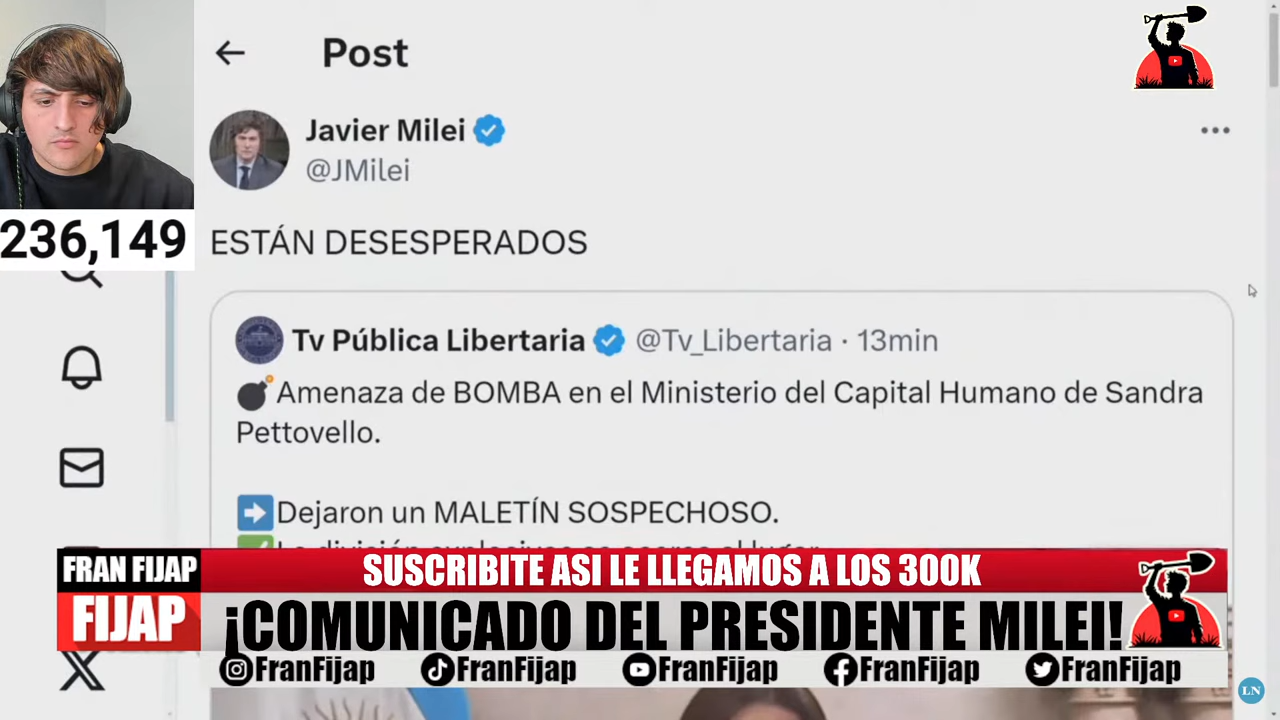 Post
Javier Milei
@JMilei
236,149
ESTÁN DESESPERADOS
Tv Pública Libertaria @Tv_Libertaria · 13min
Amenaza de BOMBA en el Ministerio del Capital Humano de Sandra
Pettovello.
Dejaron un MALETÍN SOSPECHOSO.
FRAN FIJAP
SUSCRIBITE ASI LE LLEGAMOS A LOS 300K
FIJAP
¡COMUNICADO DEL PRESIDENTE MILEI!
FranFijap FranFijap FranFijap FranFijap FranFijap
LN